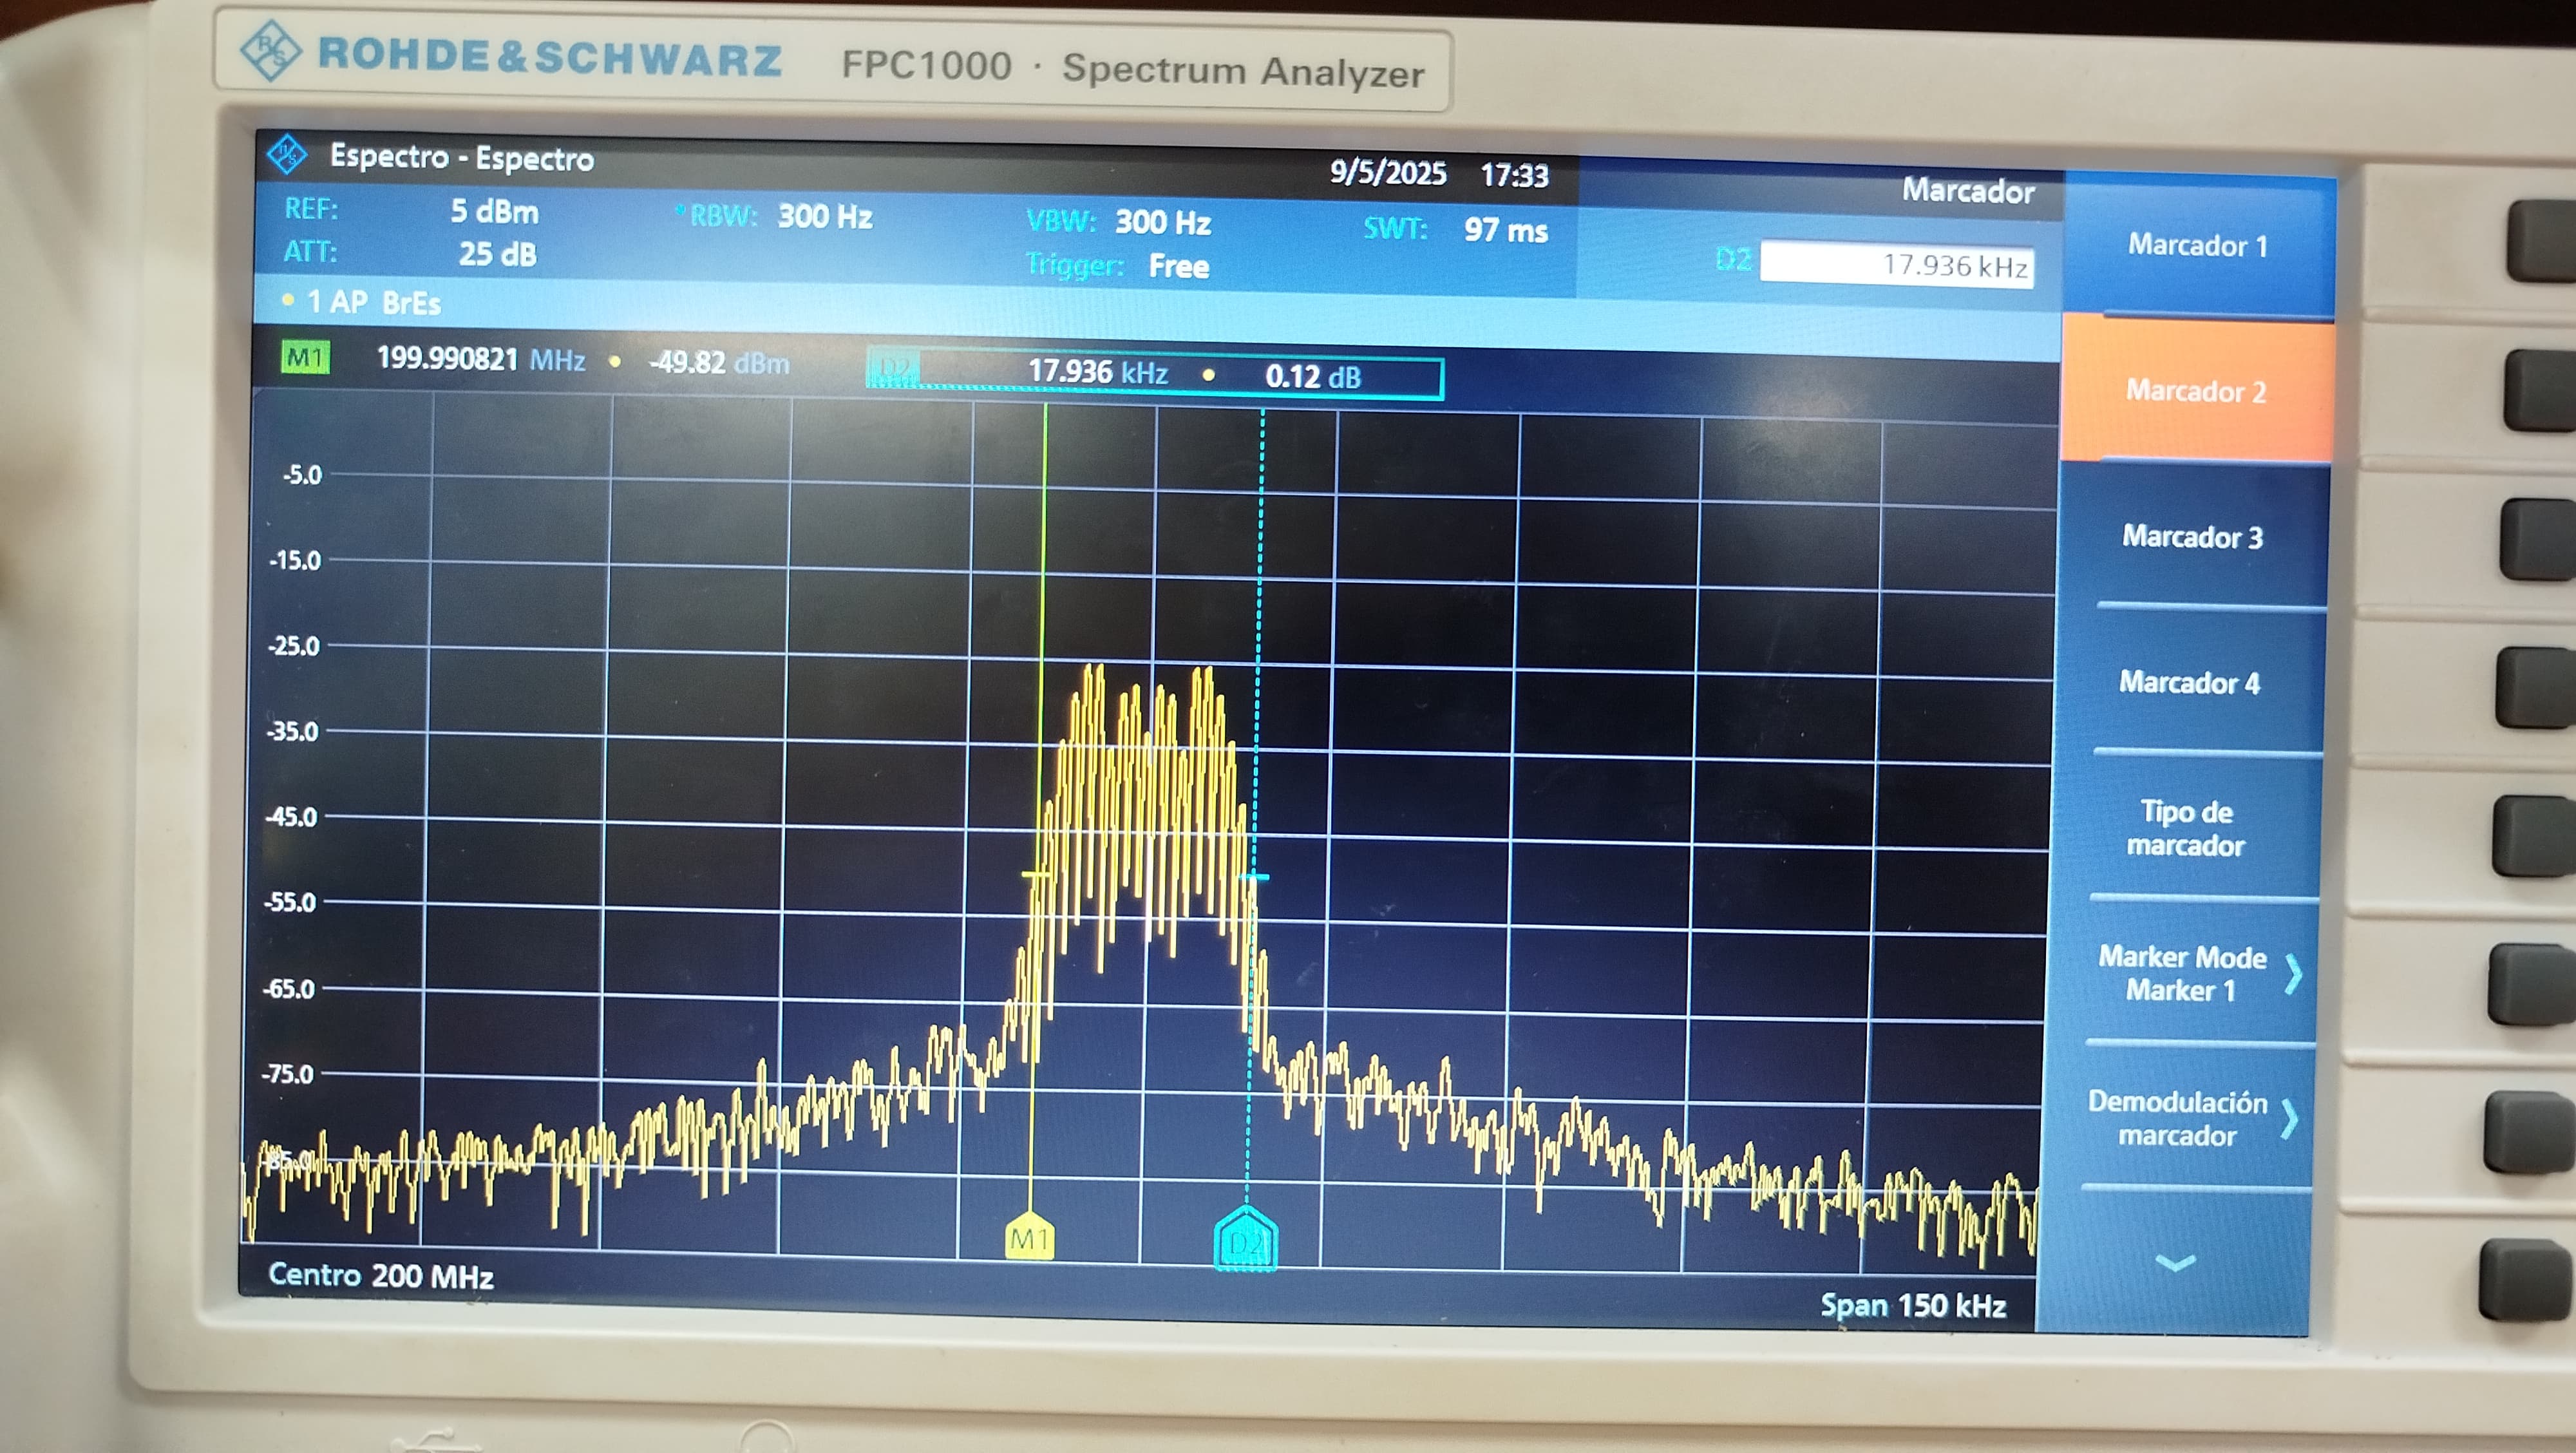 ROHDE & SCHWARZ FPC1000 · Spectrum Analyzer
Espectro - Espectro 9/5/2025 17:33 Marcador
REF: 5 dBm *RBW: 300 Hz VBW: 300 Hz SWT: 97 ms
ATT: 25 dB Trigger: Free
D2 17.936 kHz
• 1 AP BrEs
M1 199.990821 MHz • -49.82 dBm D2 17.936 kHz • 0.12 dB
-5.0
-15.0
-25.0
-35.0
-45.0
-55.0
-65.0
-75.0
-85.0
M1 D2
Centro 200 MHz Span 150 kHz
Marcador 1
Marcador 2
Marcador 3
Marcador 4
Tipo de
marcador
Marker Mode
Marker 1
Demodulación
marcador